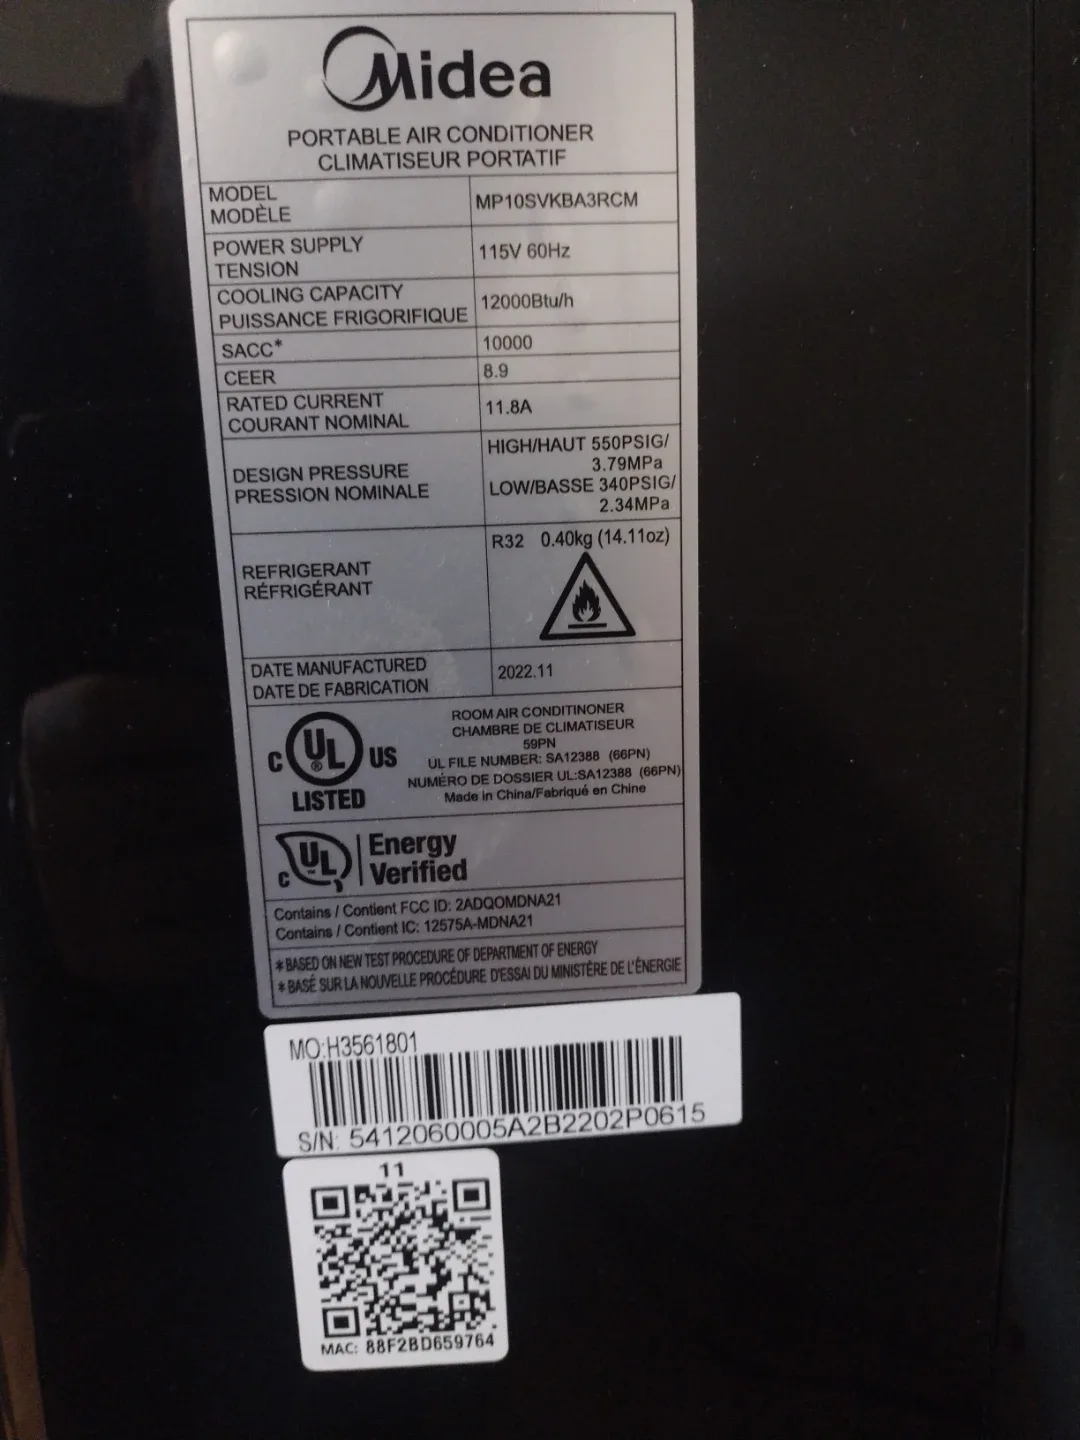 Midea
PORTABLE AIR CONDITIONER
CLIMATISEUR PORTATIF
MODEL
MODÈLE
MP10SVKBA3RCM
POWER SUPPLY
TENSION
115V 60Hz
COOLING CAPACITY
PUISSANCE FRIGORIFIQUE
12000Btu/h
SACC*
10000
CEER
8.9
RATED CURRENT
COURANT NOMINAL
11.8A
DESIGN PRESSURE
PRESSION NOMINALE
HIGH/HAUT 550PSIG/
3.79MPa
LOW/BASSE 340PSIG/
2.34MPa
REFRIGERANT
RÉFRIGÉRANT
R32 0.40kg (14.11oz)
DATE MANUFACTURED
DATE DE FABRICATION
2022.11
C UL ® US
LISTED
ROOM AIR CONDITINONER
CHAMBRE DE CLIMATISEUR
59PN
UL FILE NUMBER: SA12388 (66PN)
NUMÉRO DE DOSSIER UL:SA12388 (66PN)
Made in China/Fabriqué en Chine
C UL ™
Energy
Verified
Contains / Contient FCC ID: 2ADQOMDNA21
Contains / Contient IC: 12575A-MDNA21
* BASED ON NEW TEST PROCEDURE OF DEPARTMENT OF ENERGY
* BASÉ SUR LA NOUVELLE PROCÉDURE D'ESSAI DU MINISTÈRE DE L'ÉNERGIE
MO:H3561801
S/N: 5412060005A2B2202P0615
11
MAC: 88F2BD659764